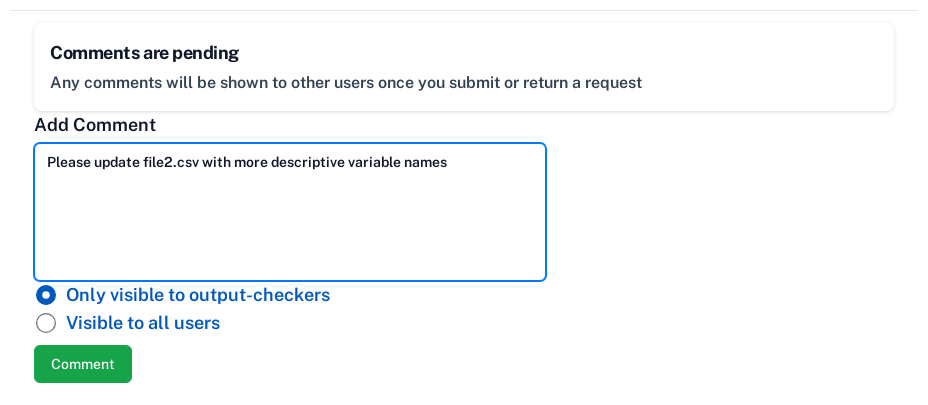 Comments are pending
Any comments will be shown to other users once you submit or return a request
Add Comment
Please update file2.csv with more descriptive variable names
Only visible to output-checkers
Visible to all users
Comment